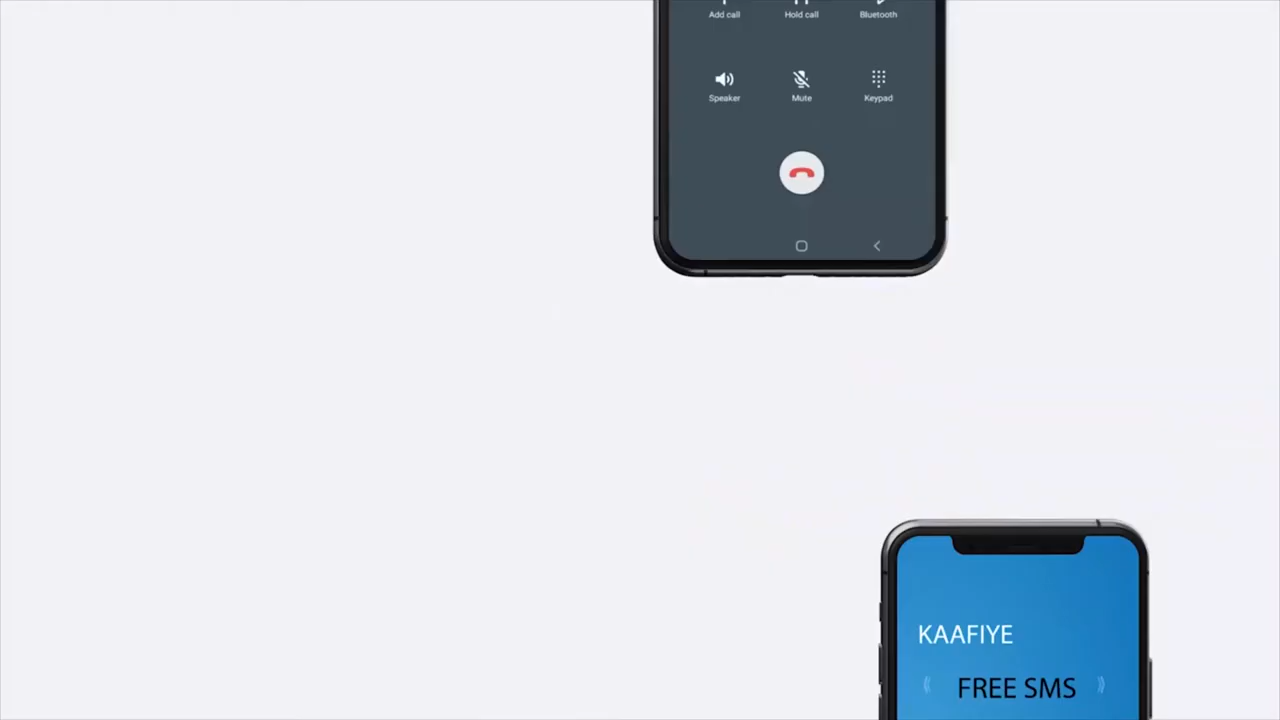 Add call Hold call Bluetooth
Speaker Mute Keypad
KAAFIYE
FREE SMS